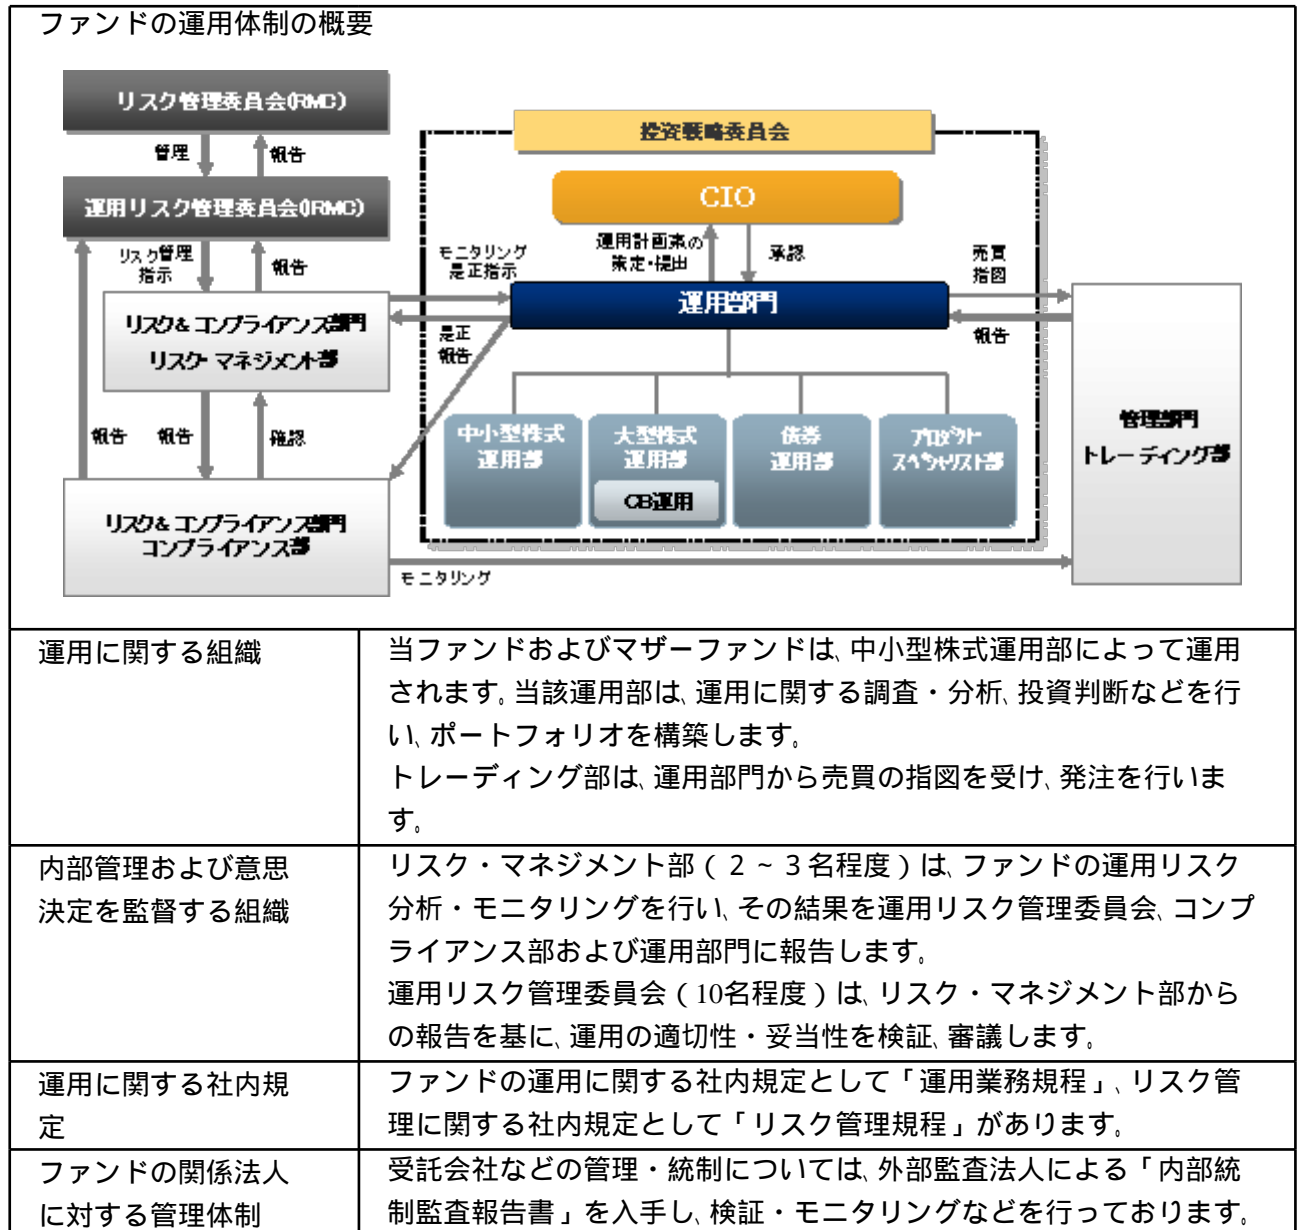 ファンドの運用体制の概要
リスク管理委員会(RMC)
管理
報告
運用リスク管理委員会(IRMC)
リスク管理
指示
報告
リスク&コンプライアンス部門
リスク・マネジメント部
報告
報告
確認
リスク&コンプライアンス部門
コンプライアンス部
モニタリング
是正指示
是正
報告
投資戦略委員会
CIO
運用計画案の
策定・提出
承認
運用部門
中小型株式
運用部
大型株式
運用部
CB運用
債券
運用部
プロダクト
スペシャリスト部
売買
指図
報告
管理部門
トレーディング部
モニタリング
運用に関する組織
当ファンドおよびマザーファンドは、中小型株式運用部によって運用
されます。当該運用部は、運用に関する調査・分析、投資判断などを行
い、ポートフォリオを構築します。
トレーディング部は、運用部門から売買の指図を受け、発注を行いま
す。
内部管理および意思
決定を監督する組織
リスク・マネジメント部(2~3名程度)は、ファンドの運用リスク
分析・モニタリングを行い、その結果を運用リスク管理委員会、コンプ
ライアンス部および運用部門に報告します。
運用リスク管理委員会(10名程度)は、リスク・マネジメント部から
の報告を基に、運用の適切性・妥当性を検証、審議します。
運用に関する社内規
定
ファンドの運用に関する社内規定として「運用業務規程」、リスク管
理に関する社内規定として「リスク管理規程」があります。
ファンドの関係法人
に対する管理体制
受託会社などの管理・統制については、外部監査法人による「内部統
制監査報告書」を入手し、検証・モニタリングなどを行っております。